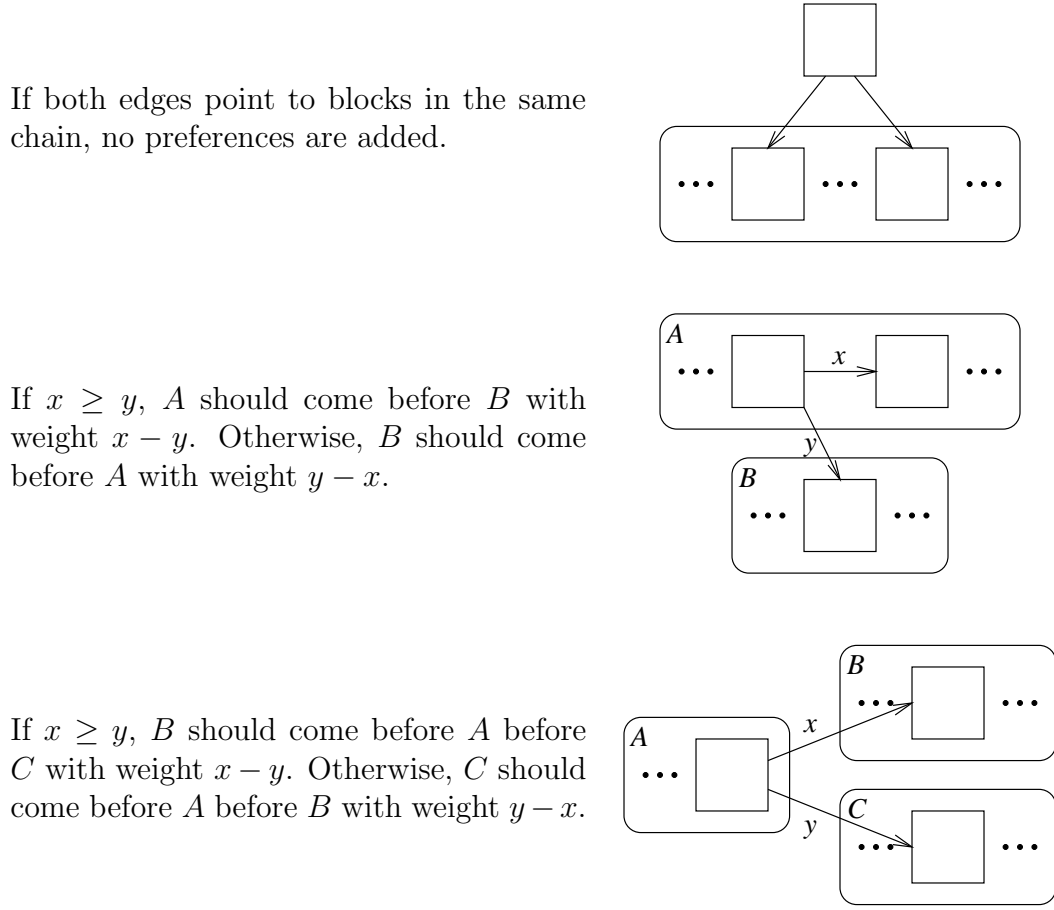 If both edges point to blocks in the same
chain, no preferences are added.
A
x
If x ≥ y, A should come before B with
weight x − y. Otherwise, B should come
before A with weight y − x.
y
B
B
If x ≥ y, B should come before A before
C with weight x − y. Otherwise, C should
come before A before B with weight y − x.
A
x
y
C